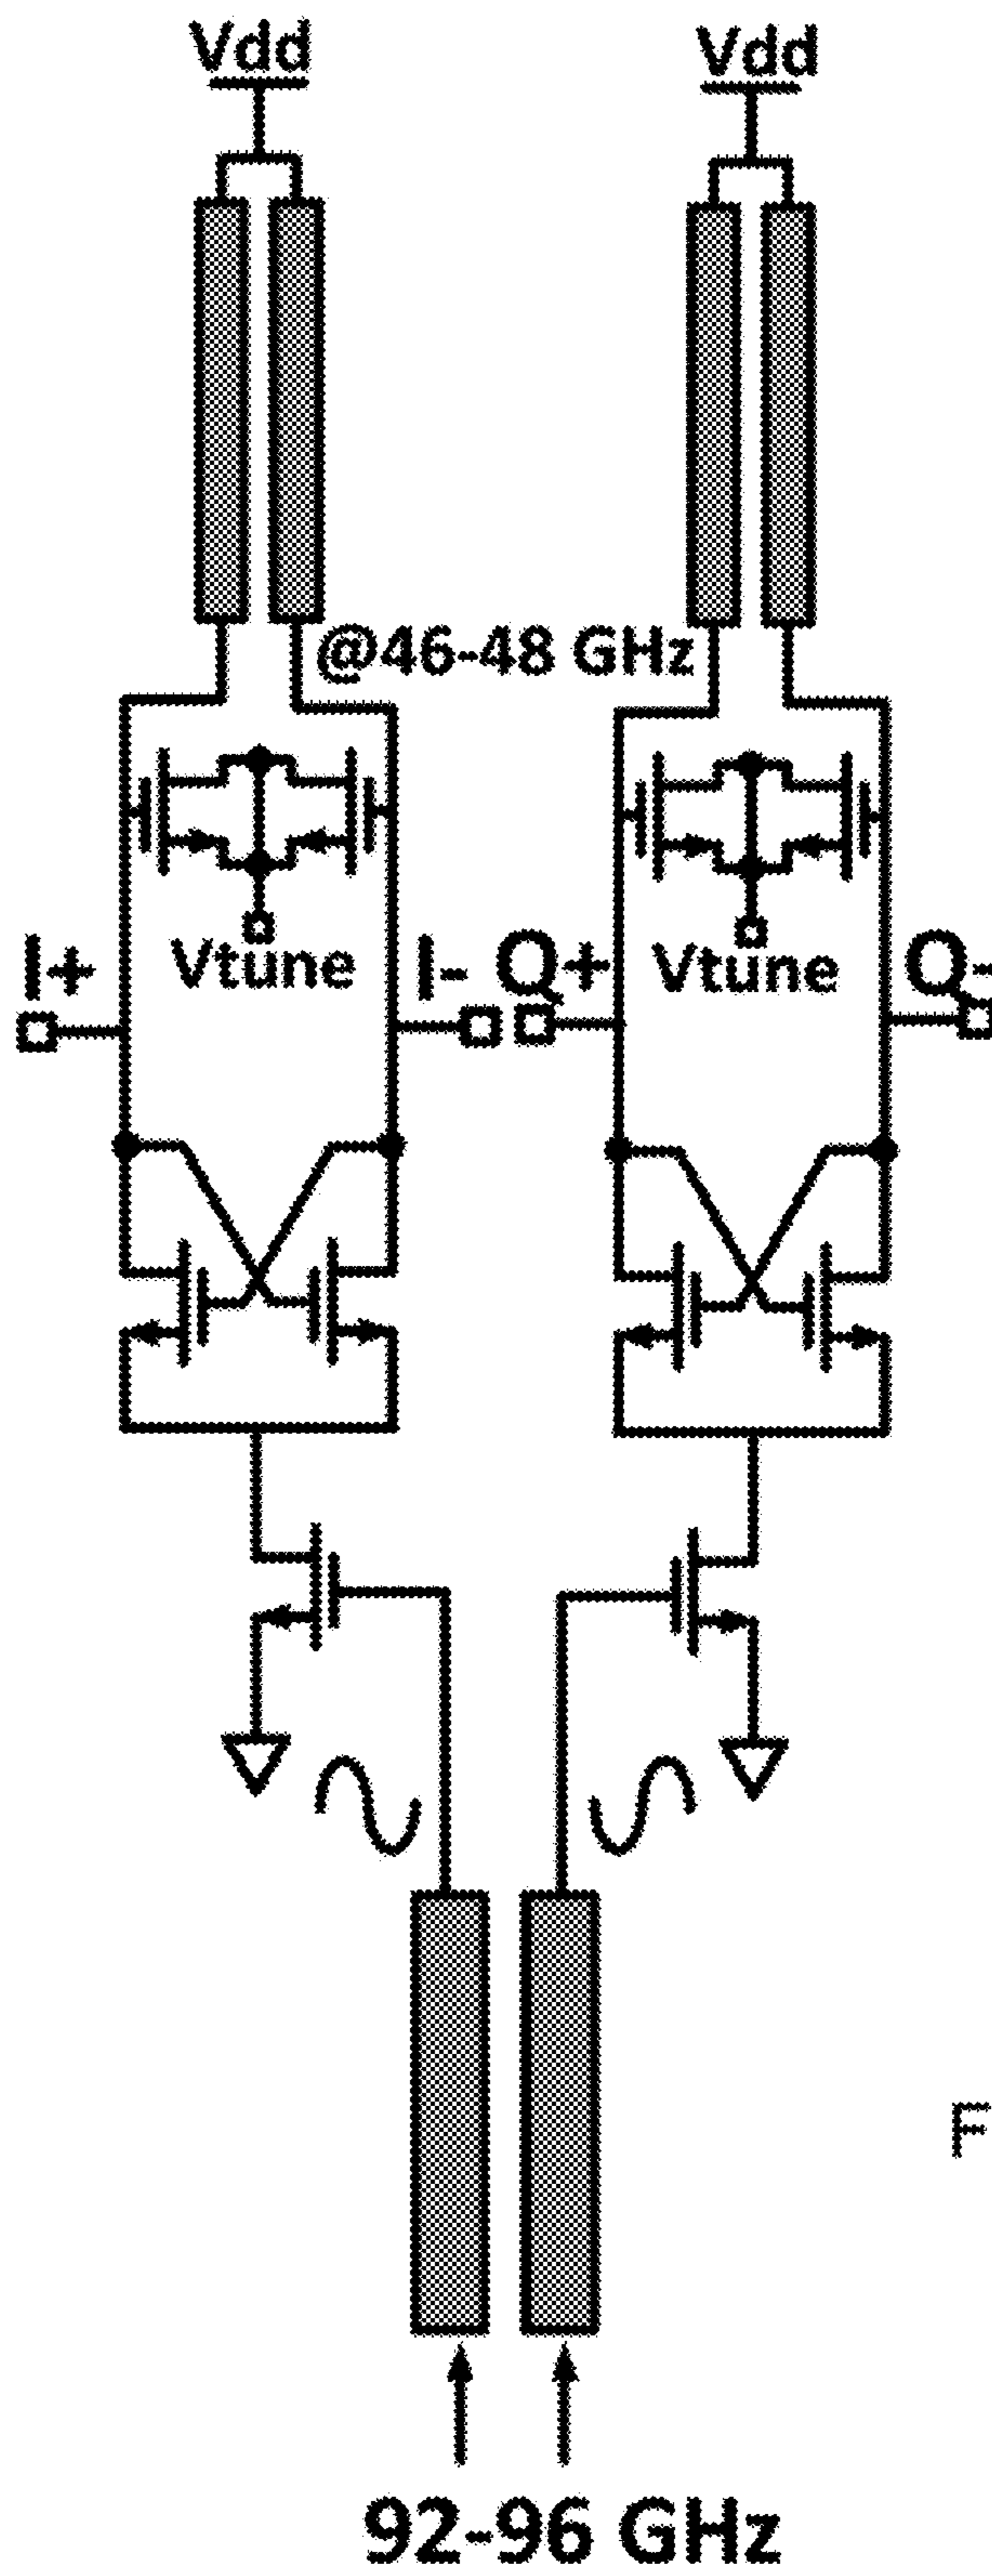 Vdd Vdd
@46-48 GHz
I+ Vtune I- Q+ Vtune Q-
F
92-96 GHz